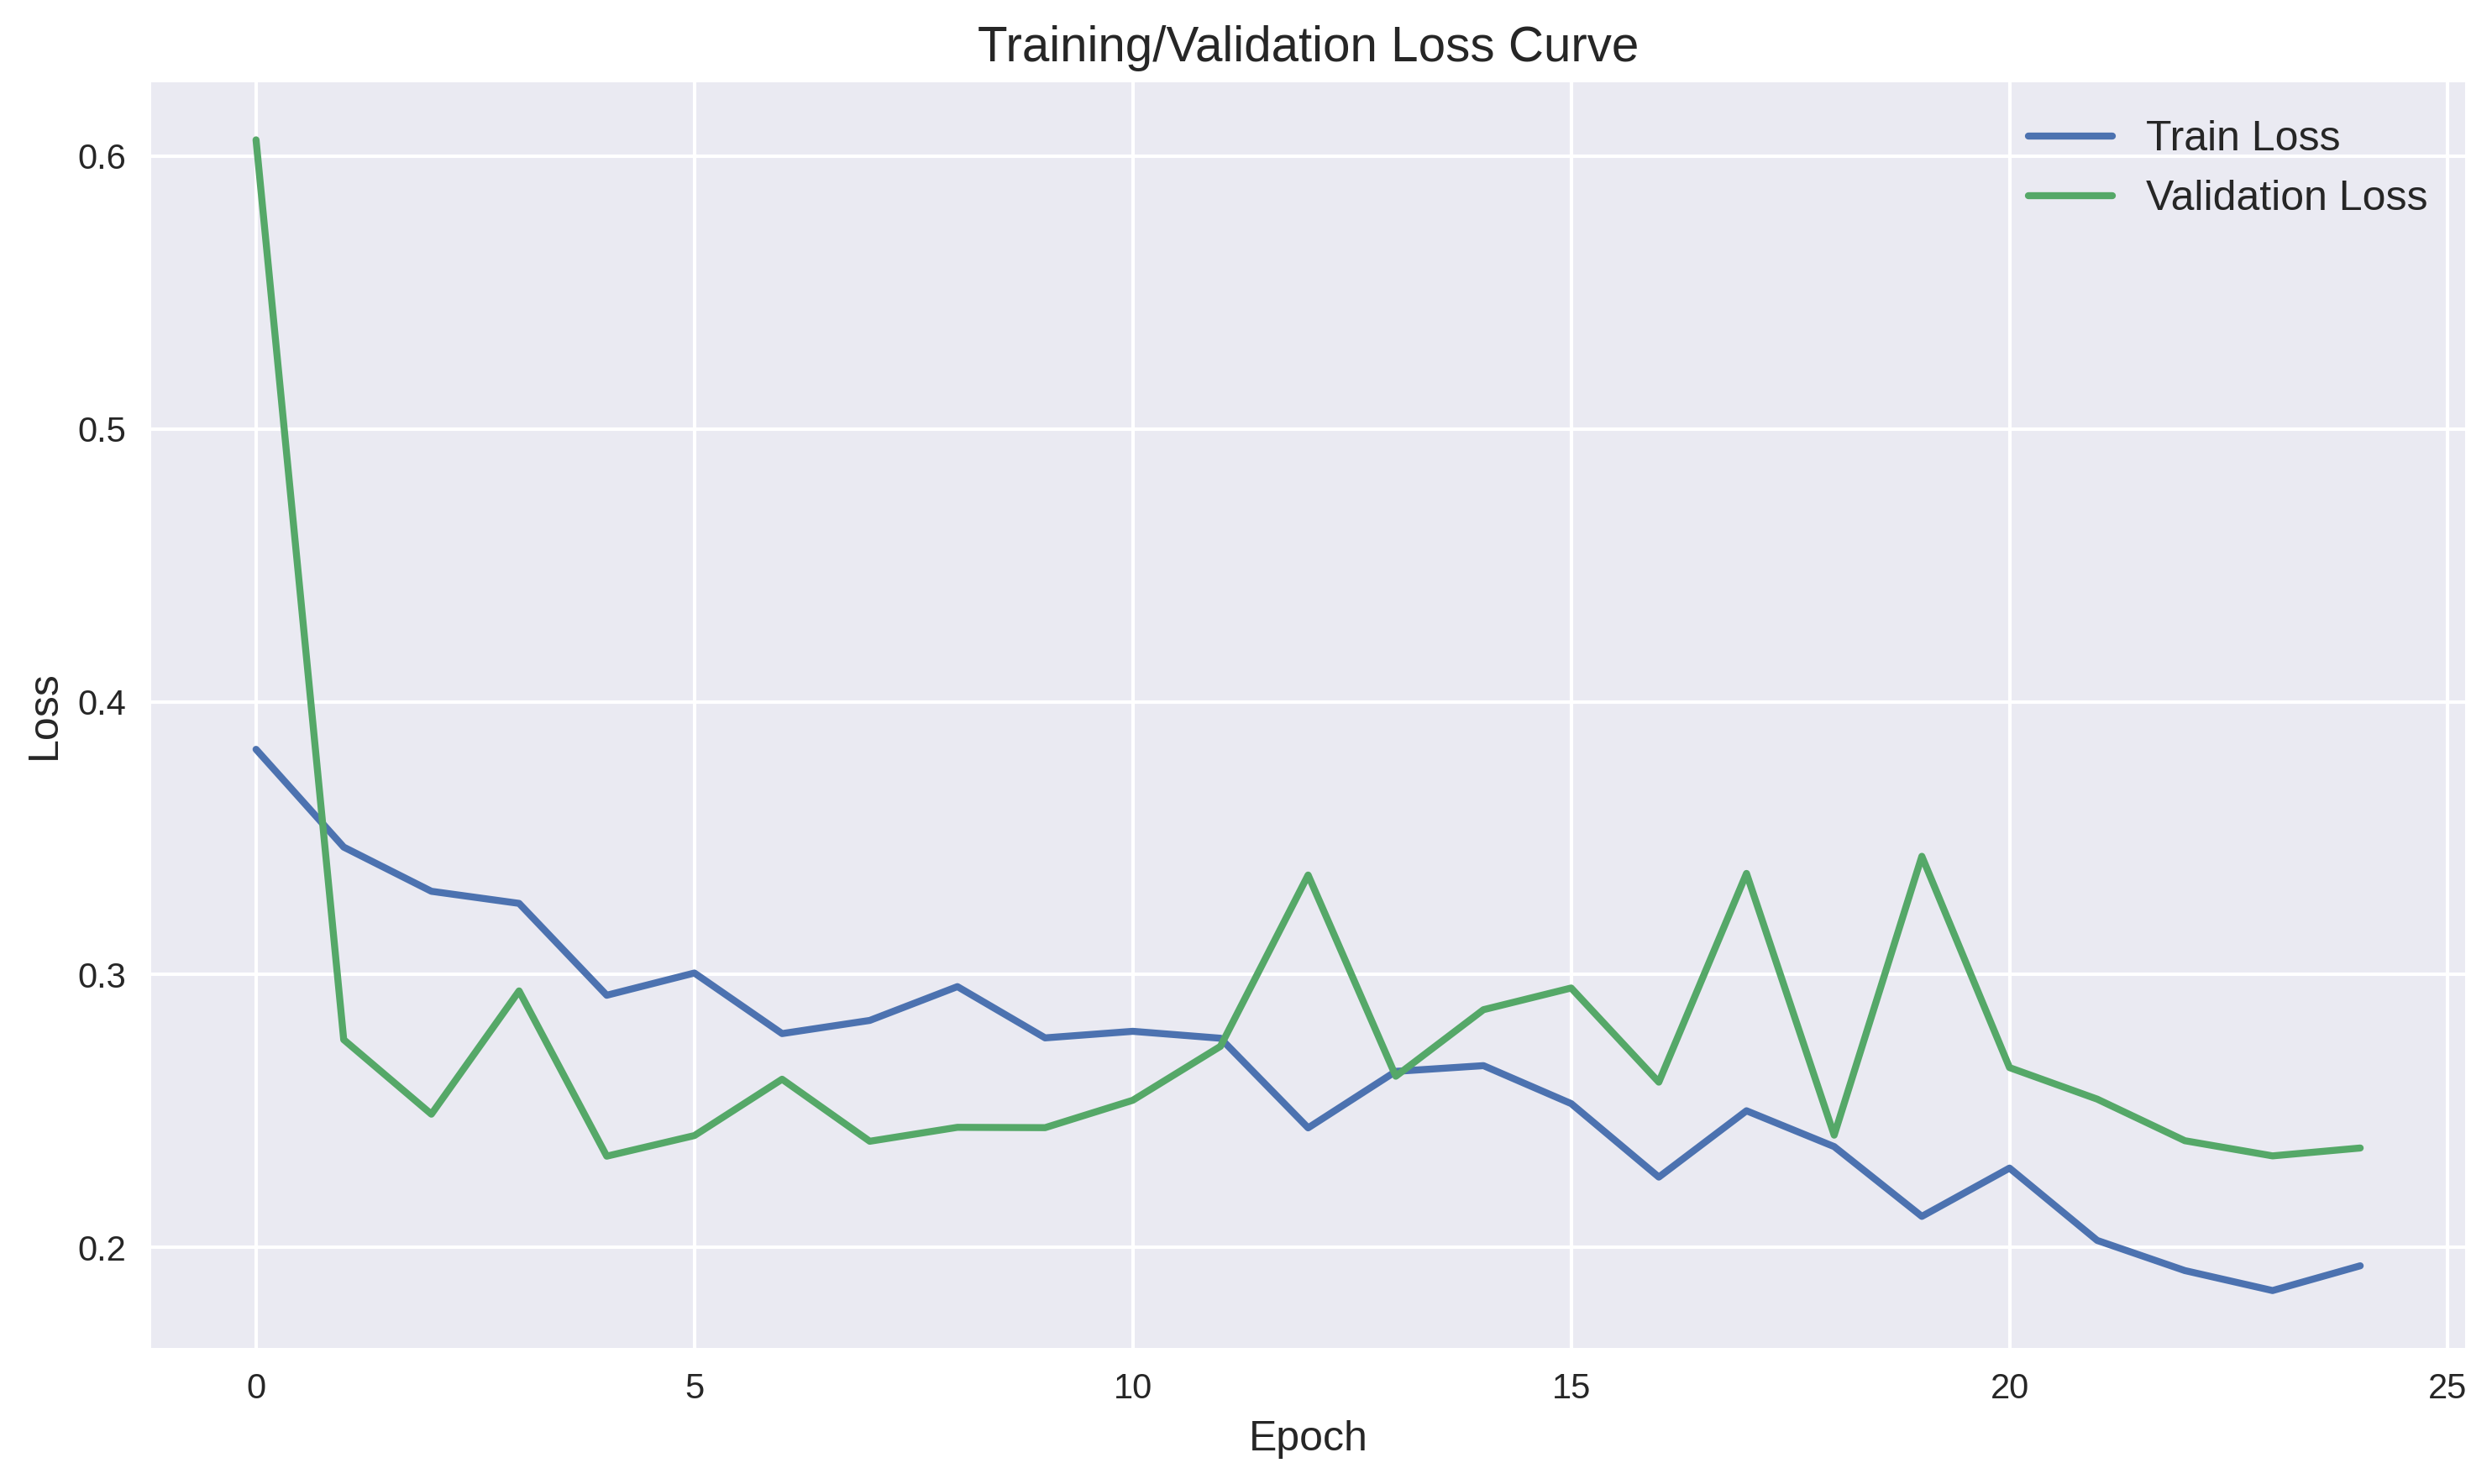 Training/Validation Loss Curve
Train Loss
Validation Loss
0.6
0.5
0.4
0.3
0.2
Loss
0 5 10 15 20 25
Epoch